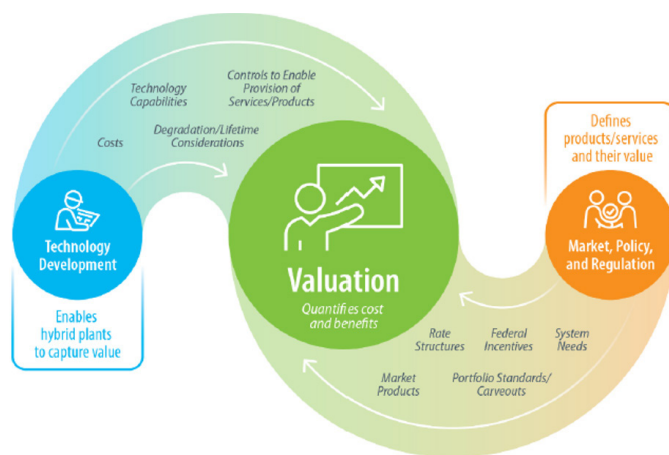 Technology
Capabilities
Controls to Enable
Provision of
Services/Products
Costs
Degradation/Lifetime
Considerations
Technology
Development
Enables
hybrid plants
to capture value
Valuation
Quantifies cost
and benefits
Defines
products/services
and their value
Market, Policy,
and Regulation
Rate
Structures
Federal
Incentives
System
Needs
Market
Products
Portfolio Standards/
Carveouts